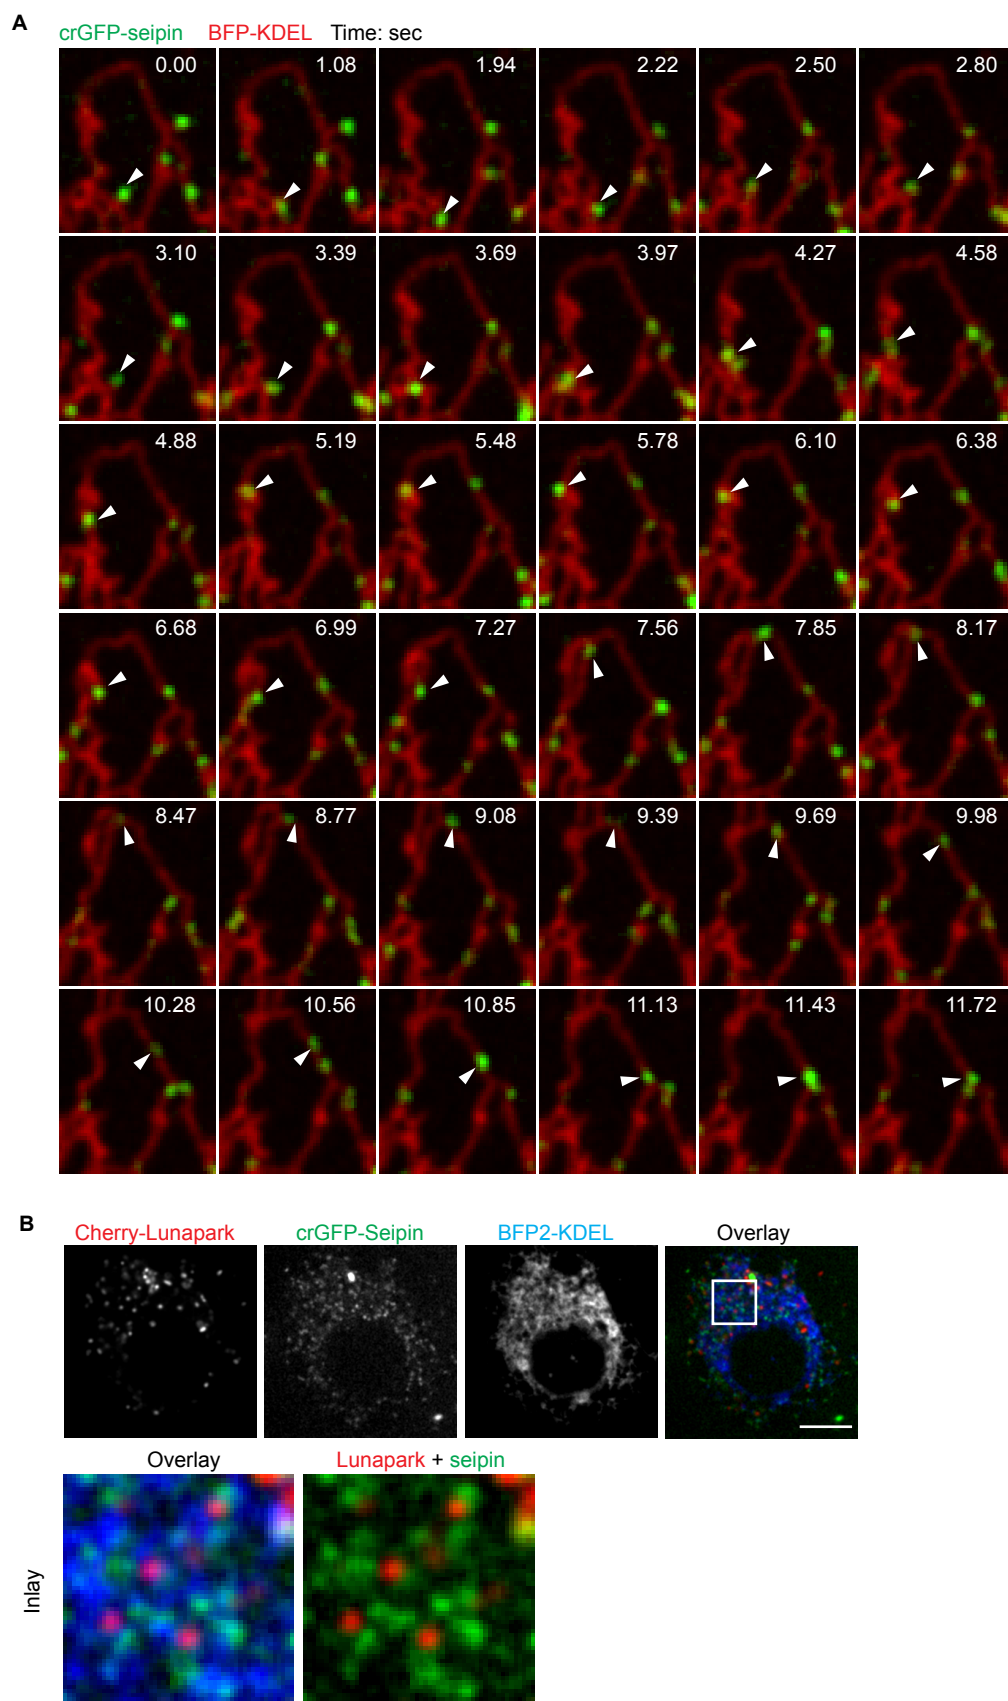 A
crGFP-seipin BFP-KDEL Time: sec
0.00 1.08 1.94 2.22 2.50 2.80
3.10 3.39 3.69 3.97 4.27 4.58
4.88 5.19 5.48 5.78 6.10 6.38
6.68 6.99 7.27 7.56 7.85 8.17
8.47 8.77 9.08 9.39 9.69 9.98
10.28 10.56 10.85 11.13 11.43 11.72
B
Cherry-Lunapark crGFP-Seipin BFP2-KDEL Overlay
Overlay Lunapark + seipin
Inlay